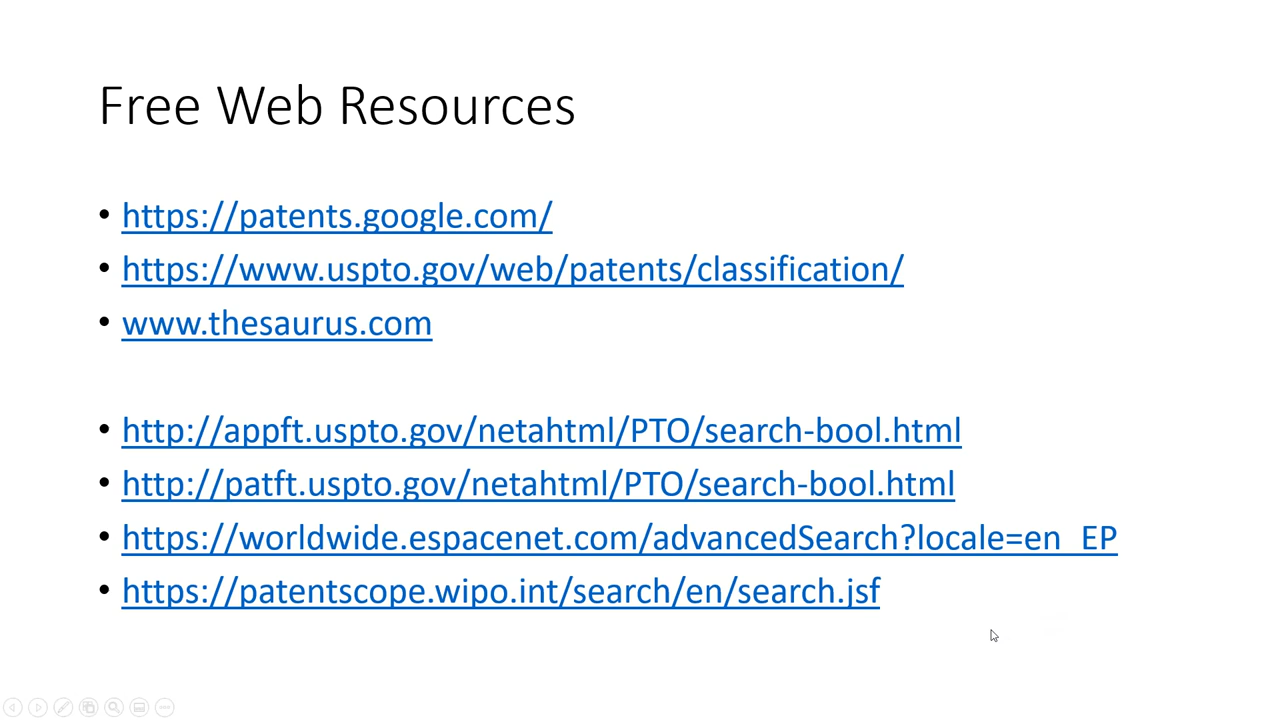 Free Web Resources
• https://patents.google.com/
• https://www.uspto.gov/web/patents/classification/
• www.thesaurus.com
• http://appft.uspto.gov/netahtml/PTO/search-bool.html
• http://patft.uspto.gov/netahtml/PTO/search-bool.html
• https://worldwide.espacenet.com/advancedSearch?locale=en_EP
• https://patentscope.wipo.int/search/en/search.jsf